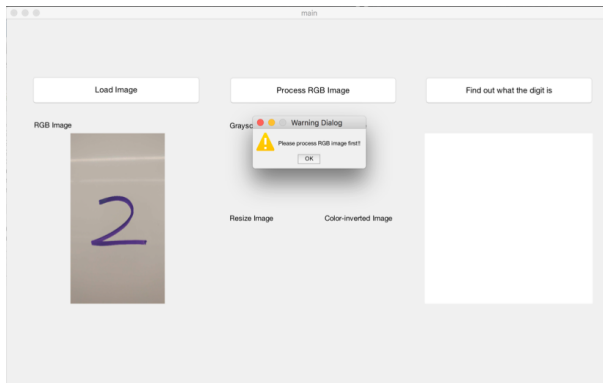 main
Load Image
Process RGB Image
Find out what the digit is
RGB Image
Warning Dialog
Please process RGB image first!!
OK
Resize Image
Color-inverted Image
2